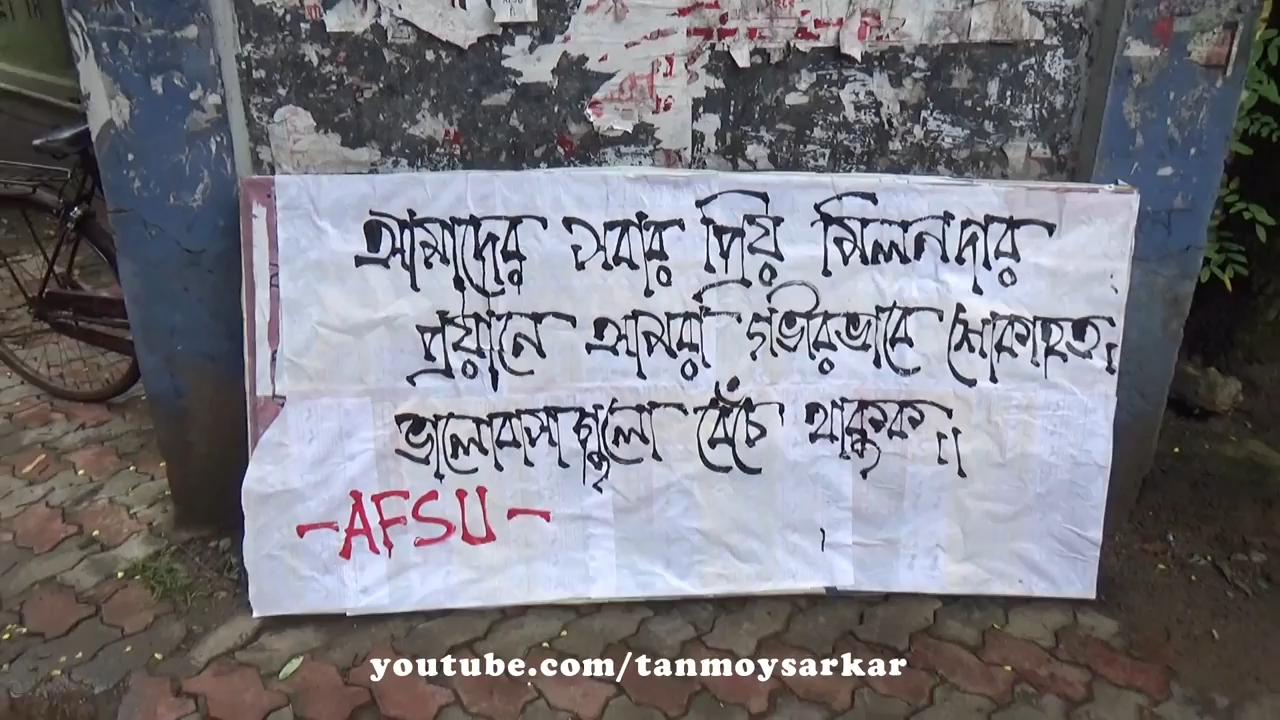 আমাদের সবার প্রিয় মিলনদার
প্রয়ানে আমরা গভীরভাবে শোকাহত।
ভালোবাসাগুলো বেঁচে থাকুক॥
-AFSU-
youtube.com/tanmoysarkar